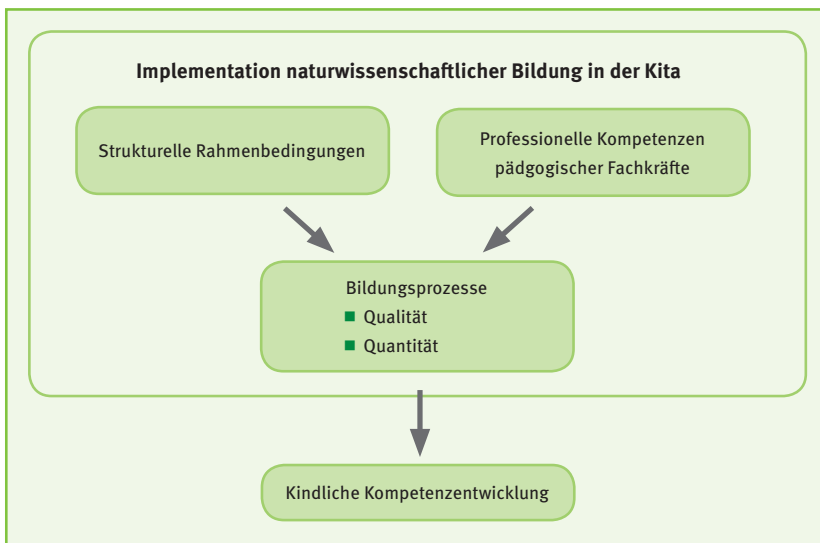 Implementation naturwissenschaftlicher Bildung in der Kita
Strukturelle Rahmenbedingungen
Professionelle Kompetenzen
pädgogischer Fachkräfte
Bildungsprozesse
Qualität
Quantität
Kindliche Kompetenzentwicklung